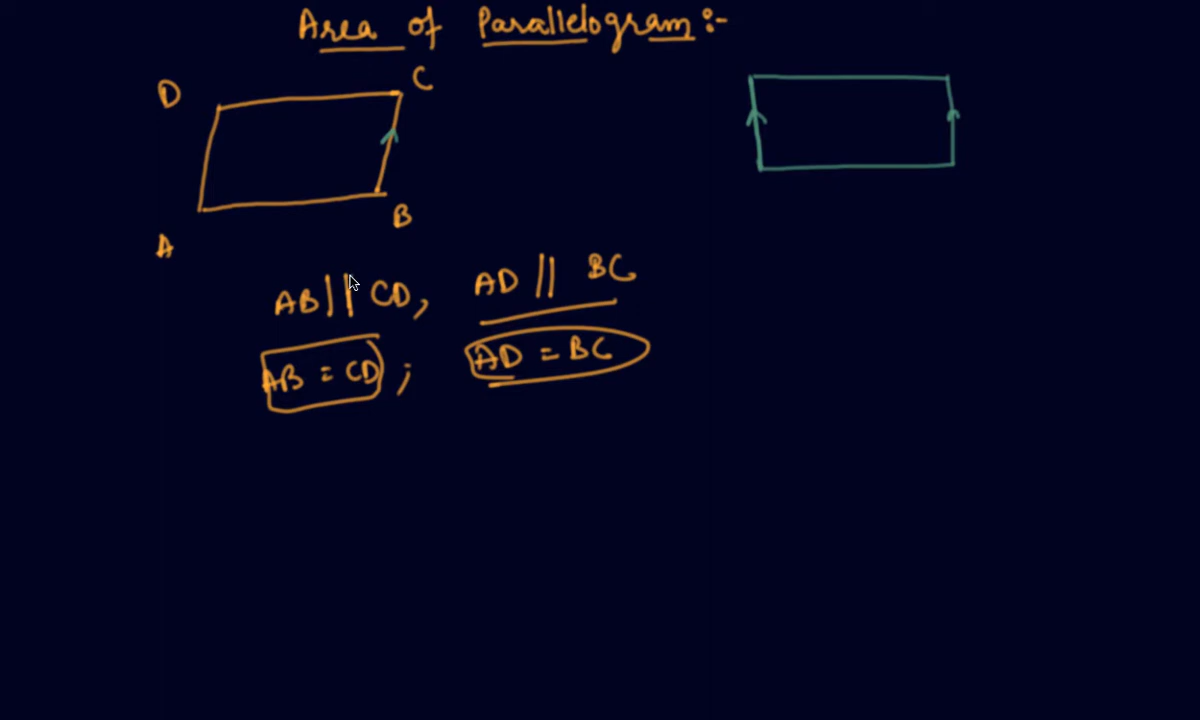 Area of Parallelogram :-
D
C
B
A
AB || CD, AD || BC
AB = CD ; AD = BC